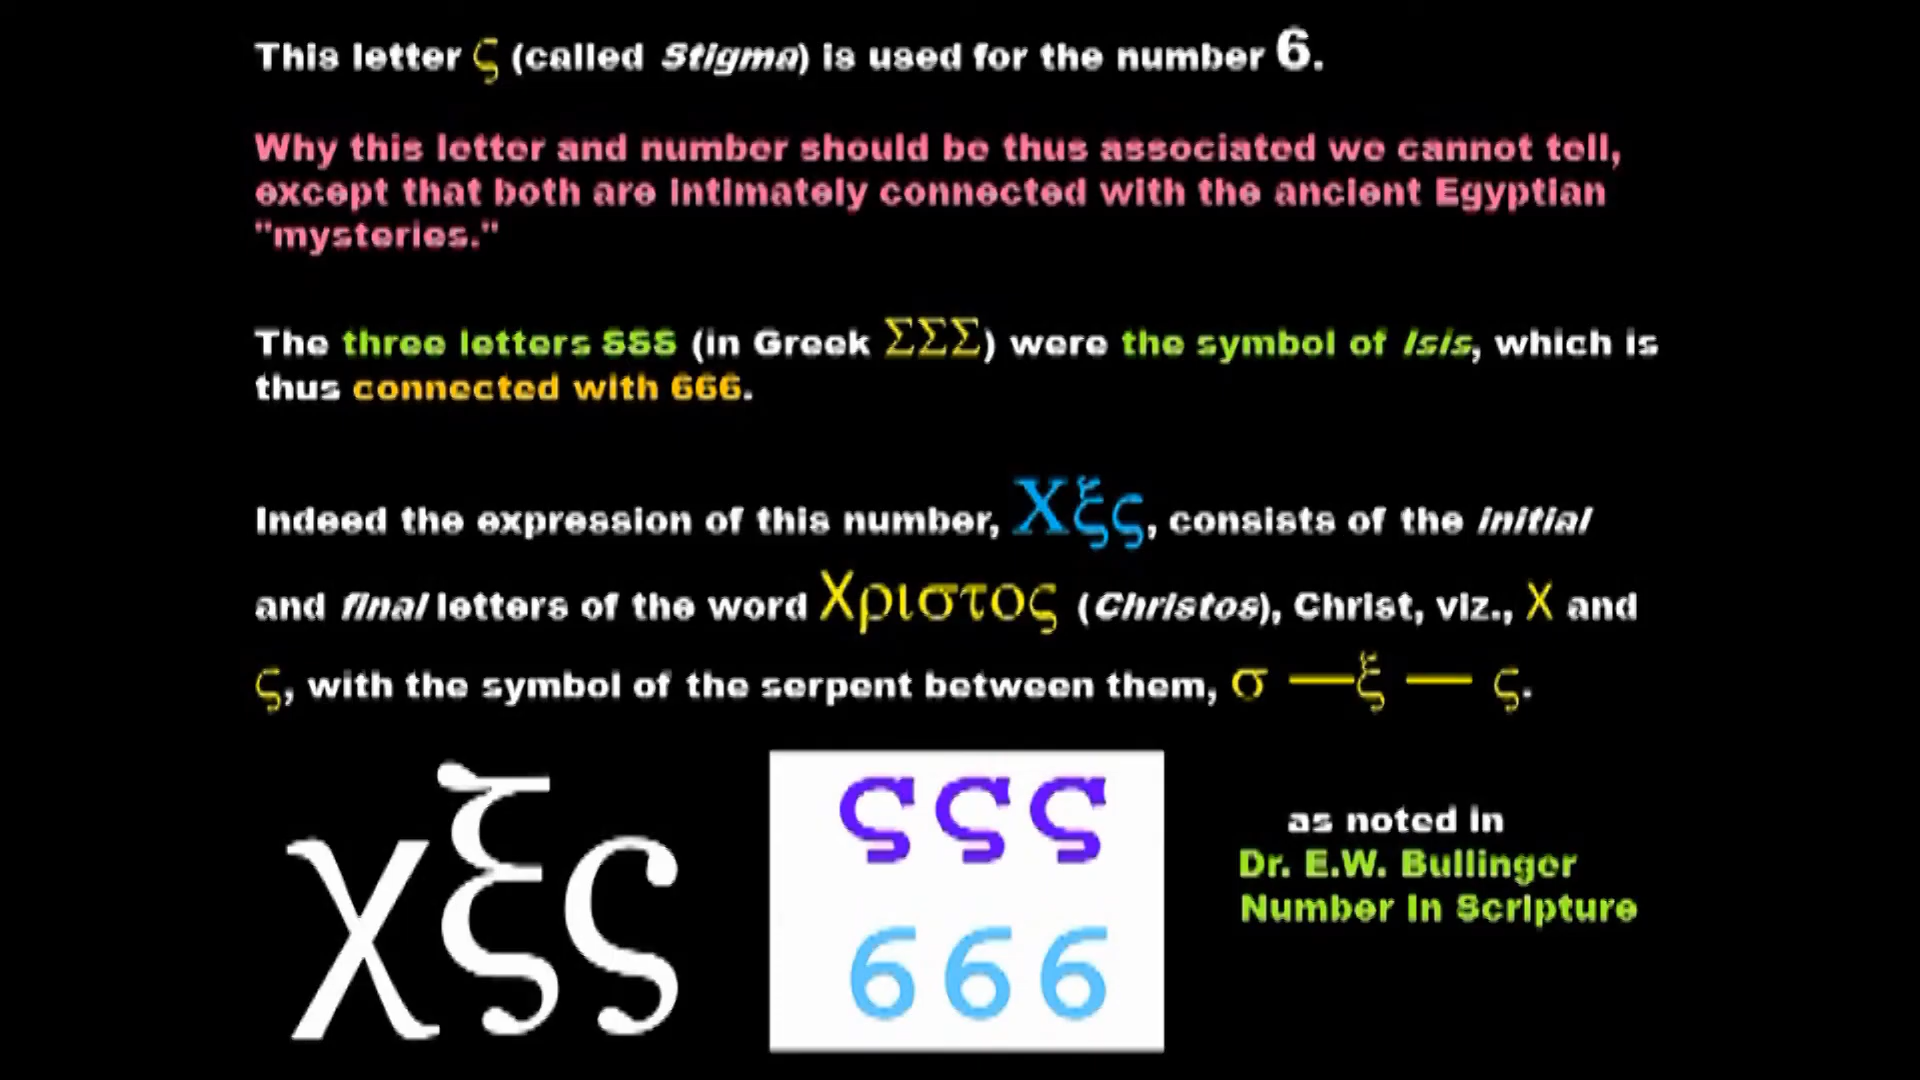 This letter ς (called Stigma) is used for the number 6.
Why this letter and number should be thus associated we cannot tell,
except that both are intimately connected with the ancient Egyptian
"mysteries."
The three letters SSS (in Greek ΣΣΣ) were the symbol of Isis, which is
thus connected with 666.
Indeed the expression of this number, Χξς, consists of the initial
and final letters of the word Χριστος (Christos), Christ, viz., Χ and
ς, with the symbol of the serpent between them, σ —ξ — ς.
χξς
ςςς
666
as noted in
Dr. E.W. Bullinger
Number In Scripture